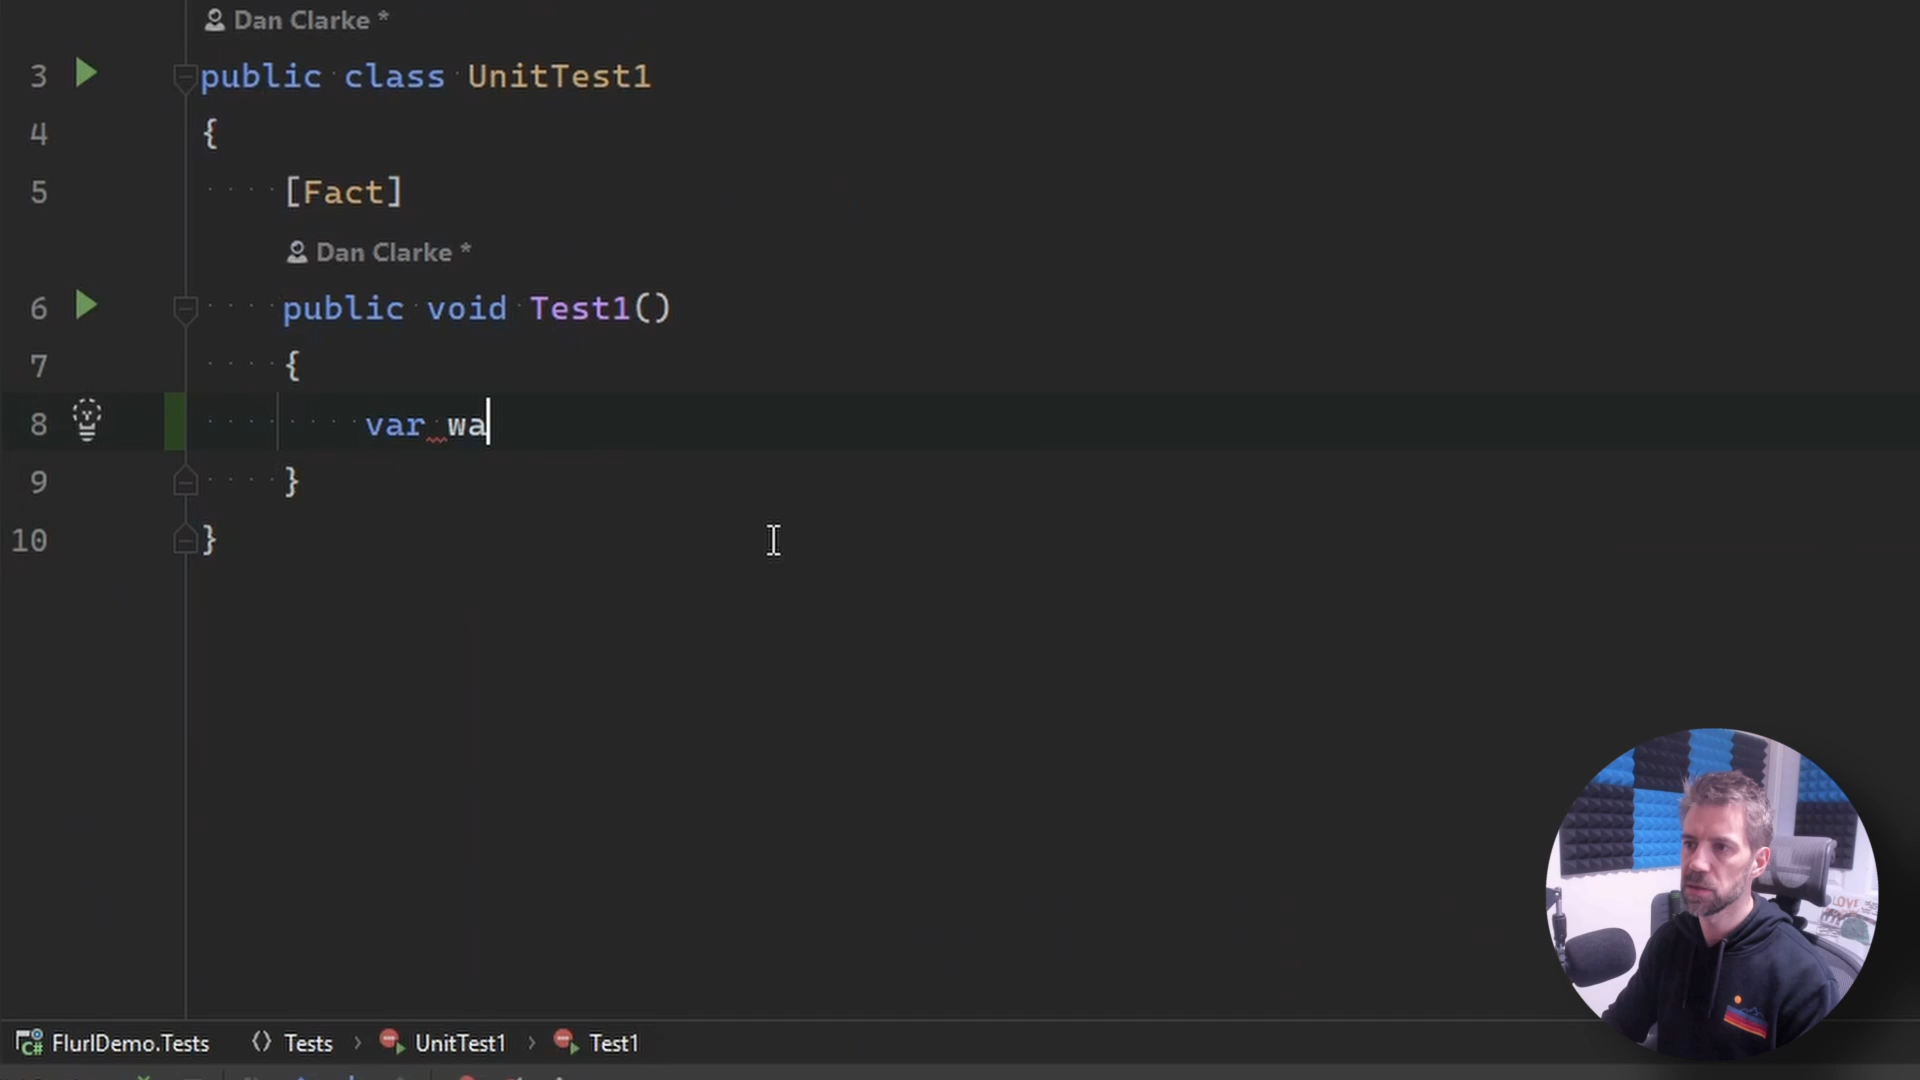 Dan Clarke *
3 public class UnitTest1
4 {
5 [Fact]
Dan Clarke *
6 public void Test1()
7 {
8 var wa
9 }
10 }
FlurlDemo.Tests Tests UnitTest1 Test1